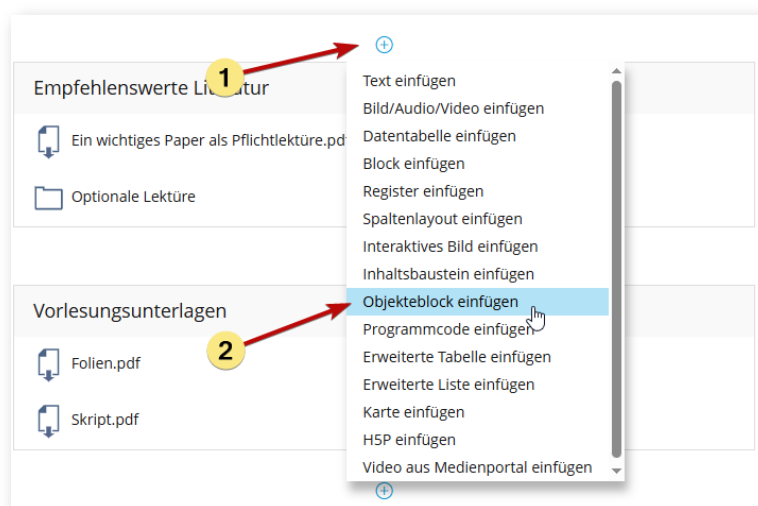 1
Empfehlenswerte Lit tur
Ein wichtiges Paper als Pflichtlektüre.pd
Optionale Lektüre
Vorlesungsunterlagen
2
Folien.pdf
Skript.pdf
Text einfügen
Bild/Audio/Video einfügen
Datentabelle einfügen
Block einfügen
Register einfügen
Spaltenlayout einfügen
Interaktives Bild einfügen
Inhaltsbaustein einfügen
Objekteblock einfügen
Programmcode einfügen
Erweiterte Tabelle einfügen
Erweiterte Liste einfügen
Karte einfügen
H5P einfügen
Video aus Medienportal einfügen